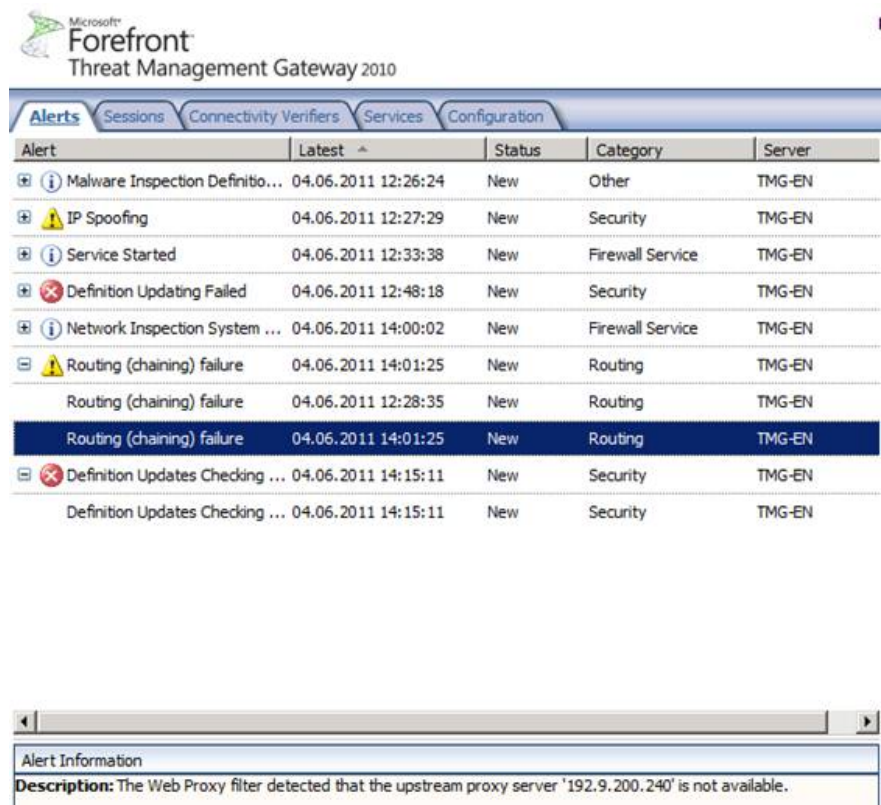 Microsoft
Forefront
Threat Management Gateway 2010
Alerts Sessions Connectivity Verifiers Services Configuration
Alert Latest Status Category Server
Malware Inspection Definitio... 04.06.2011 12:26:24 New Other TMG-EN
IP Spoofing 04.06.2011 12:27:29 New Security TMG-EN
Service Started 04.06.2011 12:33:38 New Firewall Service TMG-EN
Definition Updating Failed 04.06.2011 12:48:18 New Security TMG-EN
Network Inspection System ... 04.06.2011 14:00:02 New Firewall Service TMG-EN
Routing (chaining) failure 04.06.2011 14:01:25 New Routing TMG-EN
Routing (chaining) failure 04.06.2011 12:28:35 New Routing TMG-EN
Routing (chaining) failure 04.06.2011 14:01:25 New Routing TMG-EN
Definition Updates Checking ... 04.06.2011 14:15:11 New Security TMG-EN
Definition Updates Checking ... 04.06.2011 14:15:11 New Security TMG-EN
Alert Information
Description: The Web Proxy filter detected that the upstream proxy server '192.9.200.240' is not available.